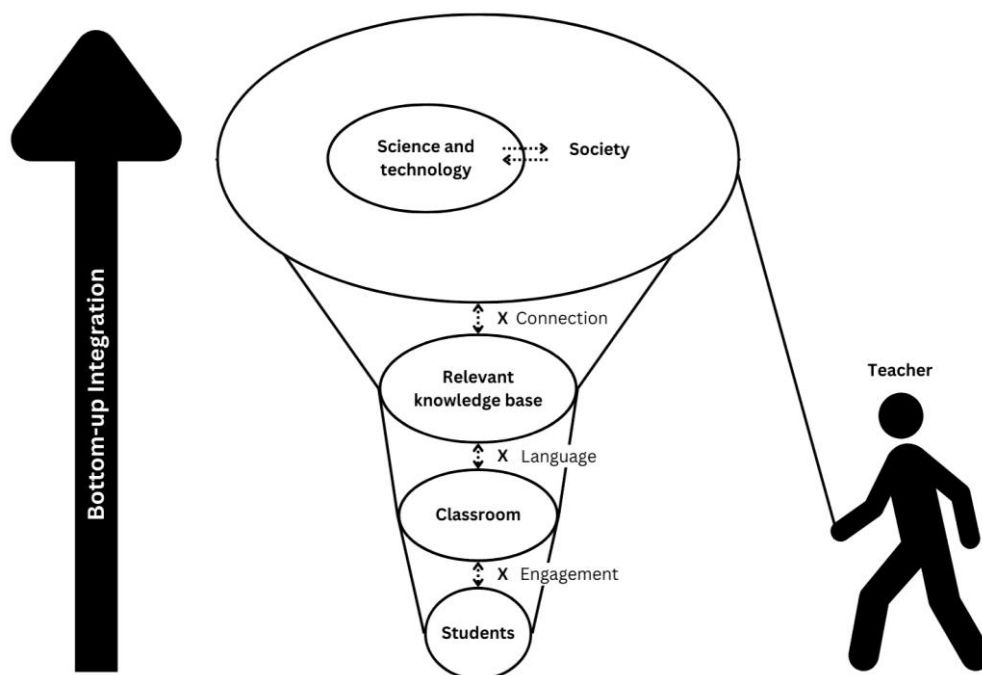 Science and
technology
Society
X Connection
Relevant
knowledge base
Teacher
X Language
Classroom
X Engagement
Students
Bottom-up Integration